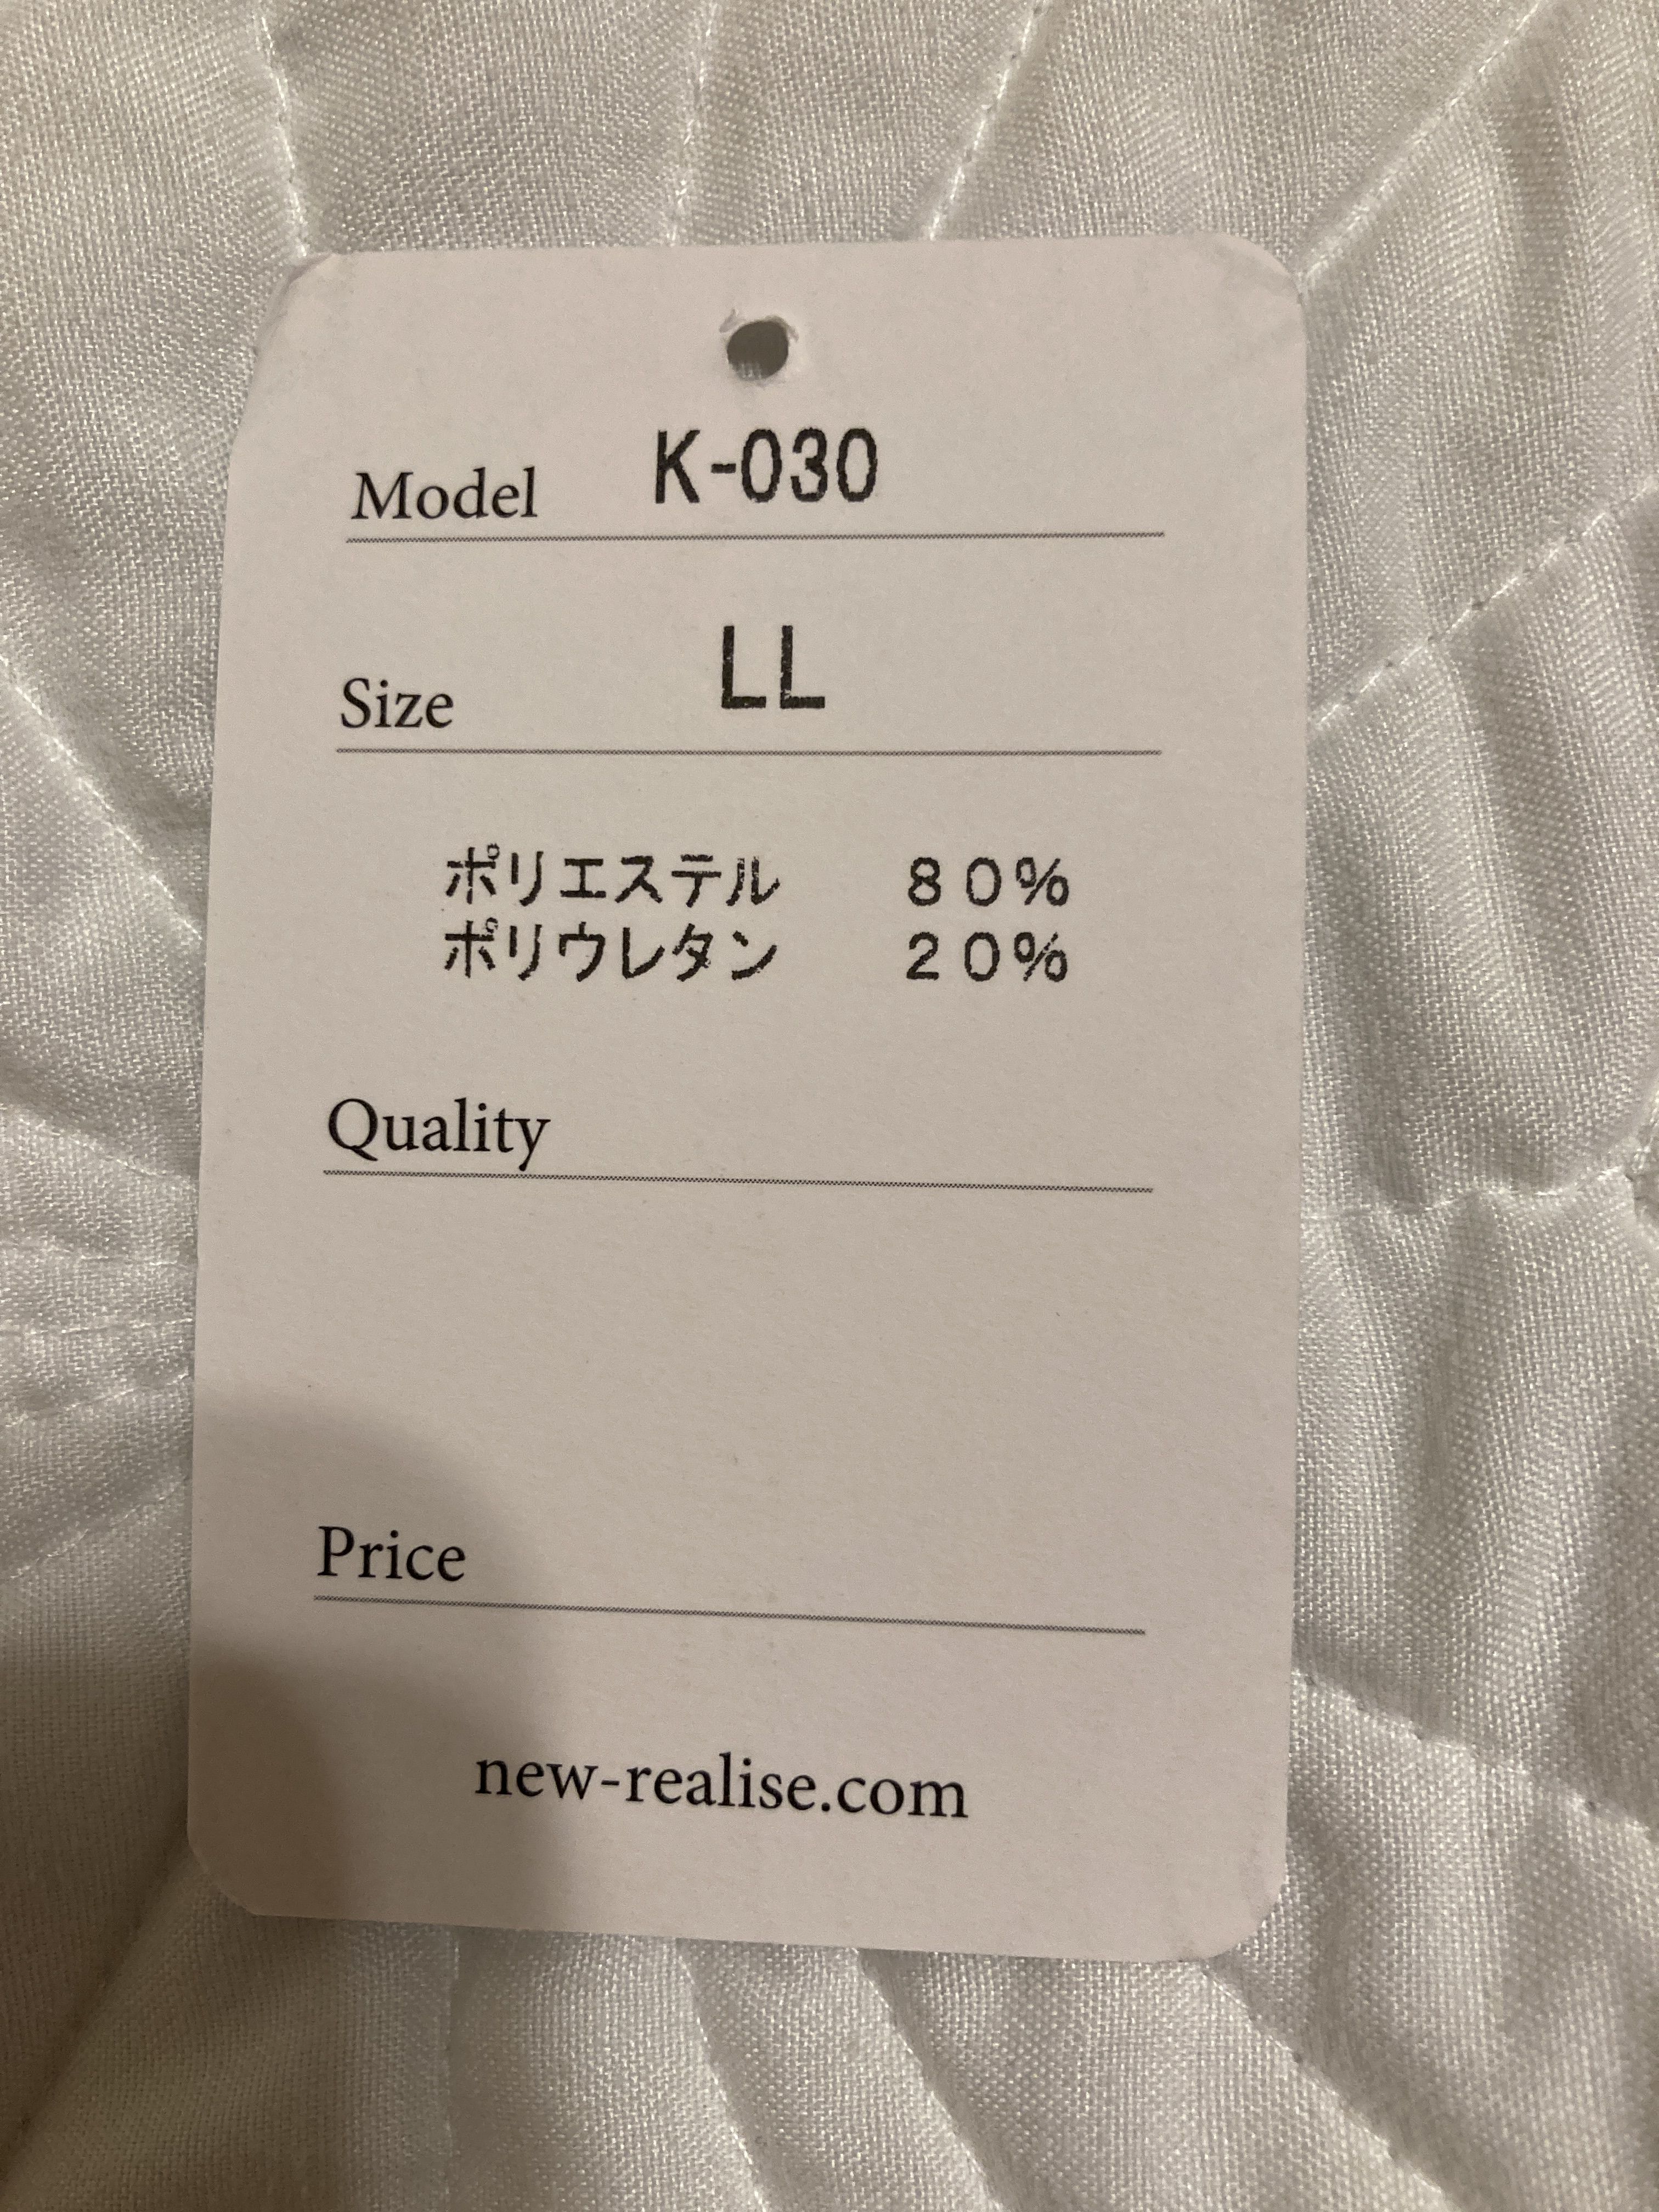 Model K-030
Size LL
ポリエステル ８０%
ポリウレタン ２０%
Quality
Price
new-realise.com